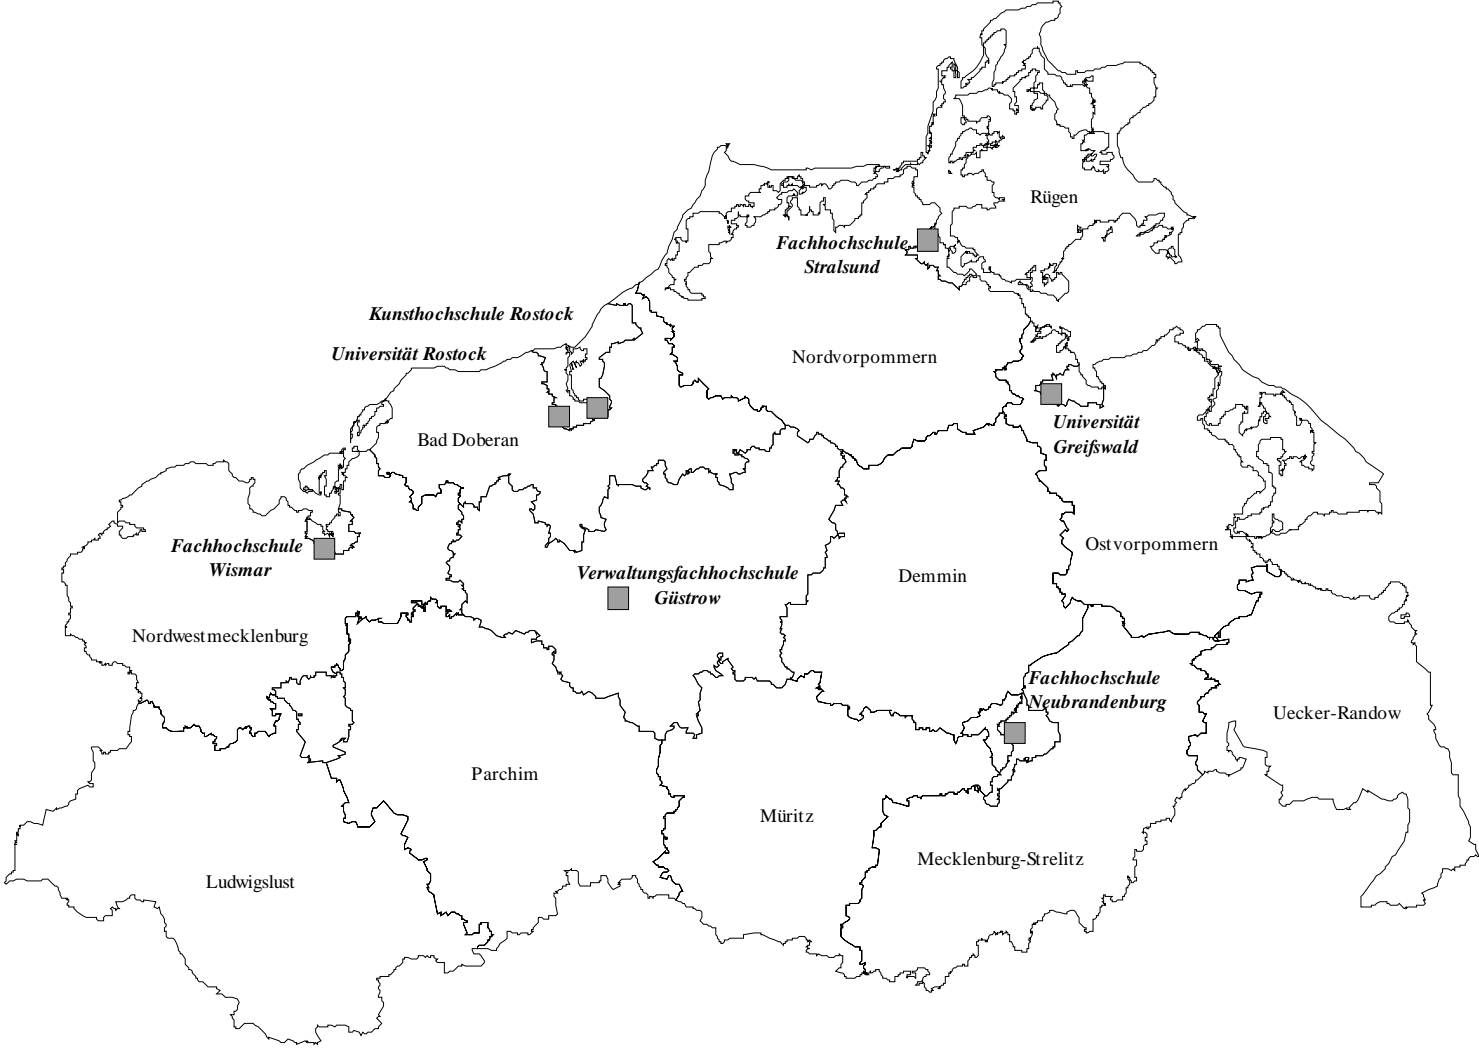 Rügen
Fachhochschule
Stralsund
Kunsthochschule Rostock
Universität Rostock
Nordvorpommern
Universität
Greifswald
Bad Doberan
Fachhochschule
Wismar
Ostvorpommern
Verwaltungsfachhochschule
Güstrow
Demmin
Nordwestmecklenburg
Fachhochschule
Neubrandenburg
Uecker-Randow
Parchim
Müritz
Mecklenburg-Strelitz
Ludwigslust